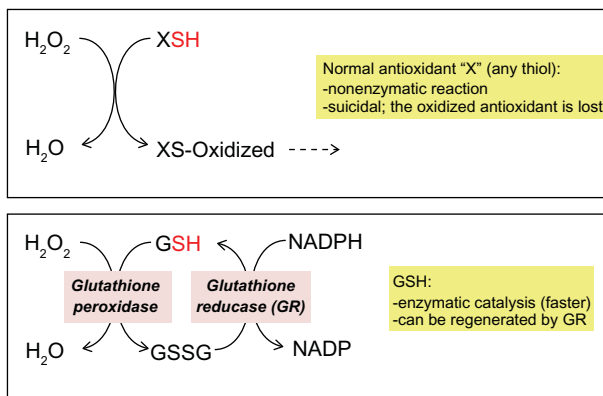 H₂O₂ XSH
Normal antioxidant “X” (any thiol):
-nonenzymatic reaction
-suicidal; the oxidized antioxidant is lost
H₂O XS-Oxidized
H₂O₂ GSH NADPH
Glutathione peroxidase
Glutathione reducase (GR)
GSH:
-enzymatic catalysis (faster)
-can be regenerated by GR
H₂O GSSG NADP